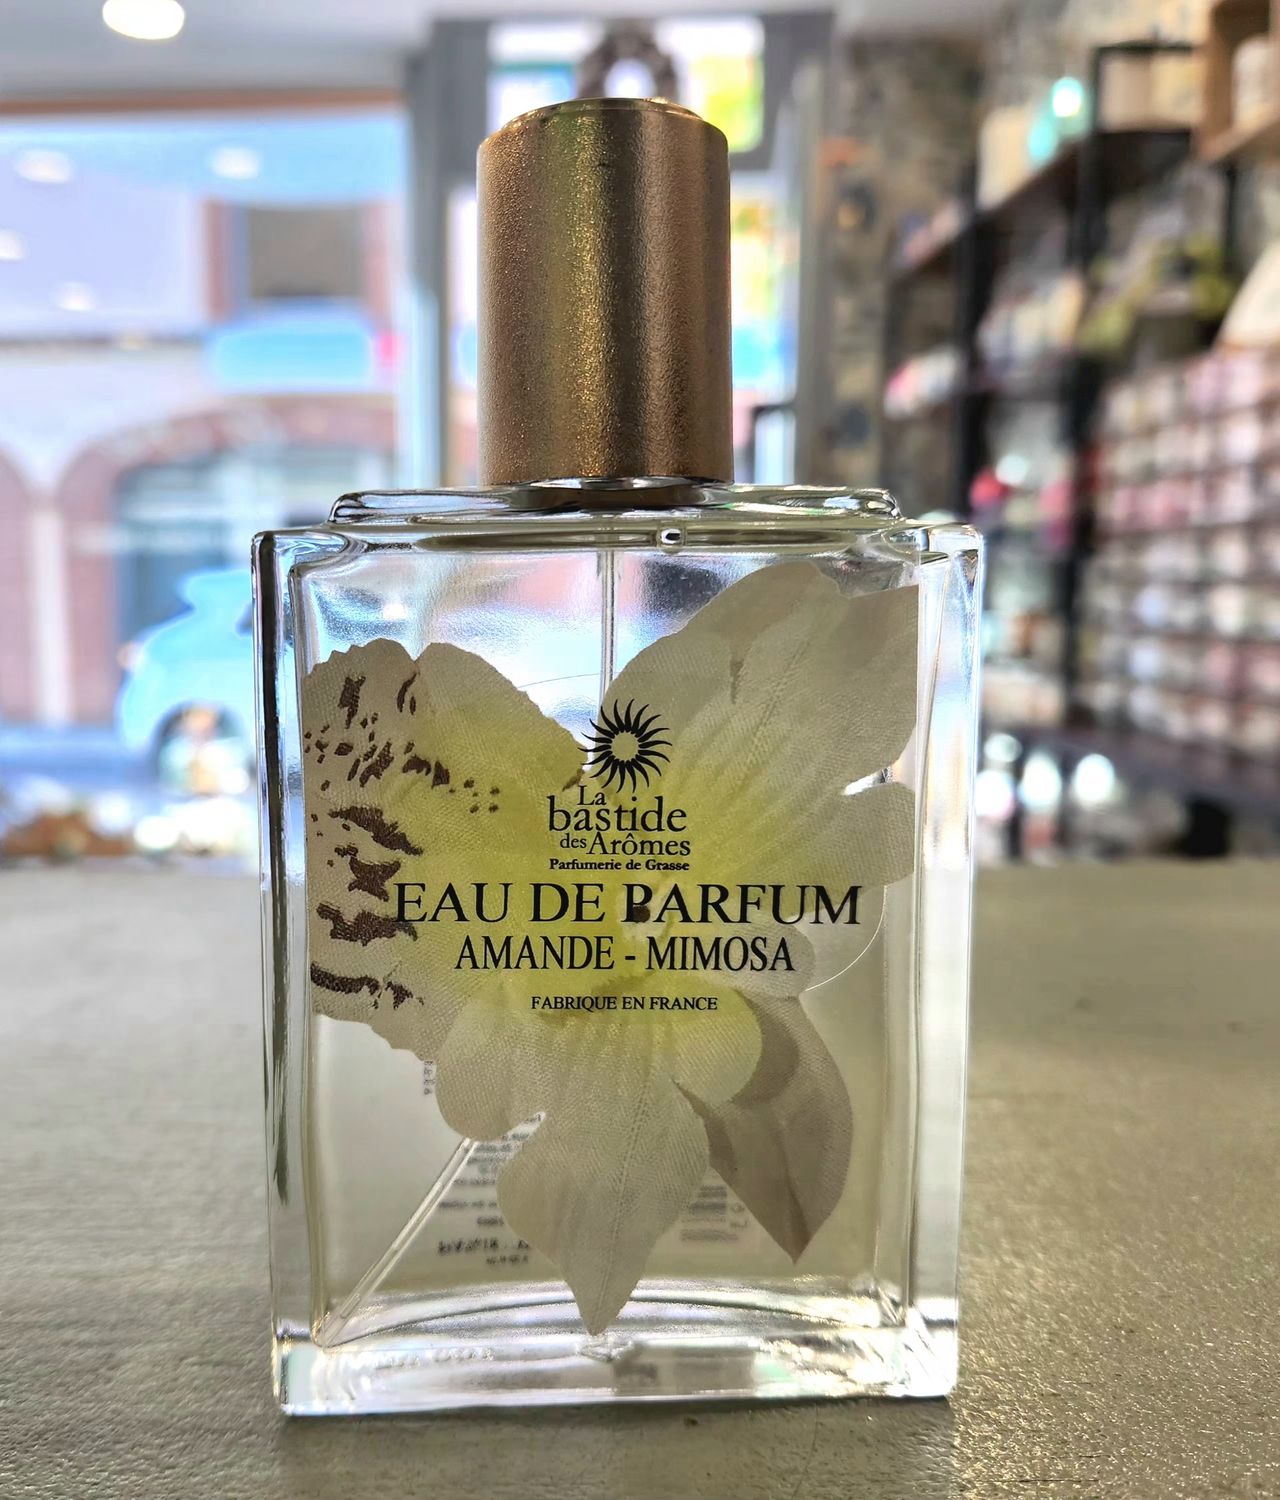 La
bastide
des Arômes
Parfumerie de Grasse
EAU DE PARFUM
AMANDE - MIMOSA
FABRIQUE EN FRANCE